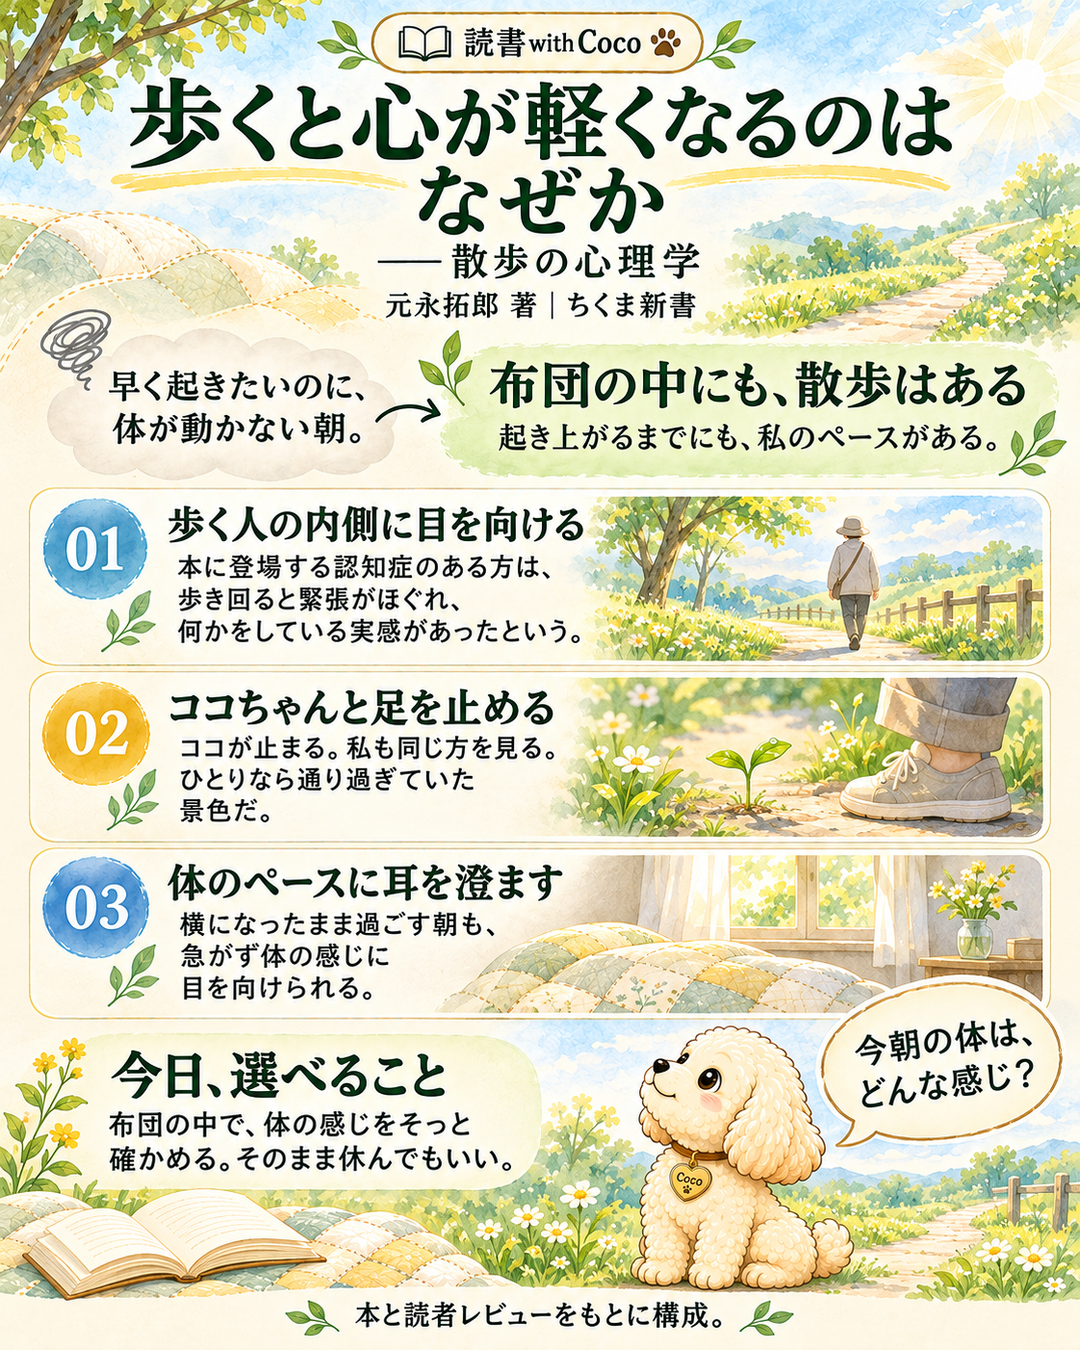 読書with Coco
歩くと心が軽くなるのは
なぜか
──散歩の心理学
元永拓郎 著｜ちくま新書
早く起きたいのに、
体が動かない朝。
布団の中にも、散歩はある
起き上がるまでにも、私のペースがある。
01
歩く人の内側に目を向ける
本に登場する認知症のある方は、
歩き回ると緊張がほぐれ、
何かをしている実感があったという。
02
ココちゃんと足を止める
ココが止まる。私も同じ方を見る。
ひとりなら通り過ぎていた
景色だ。
03
体のペースに耳を澄ます
横になったまま過ごす朝も、
急がず体の感じに
目を向けられる。
今日、選べること
布団の中で、体の感じをそっと
確かめる。そのまま休んでもいい。
今朝の体は、
どんな感じ？
Coco
本と読者レビューをもとに構成。